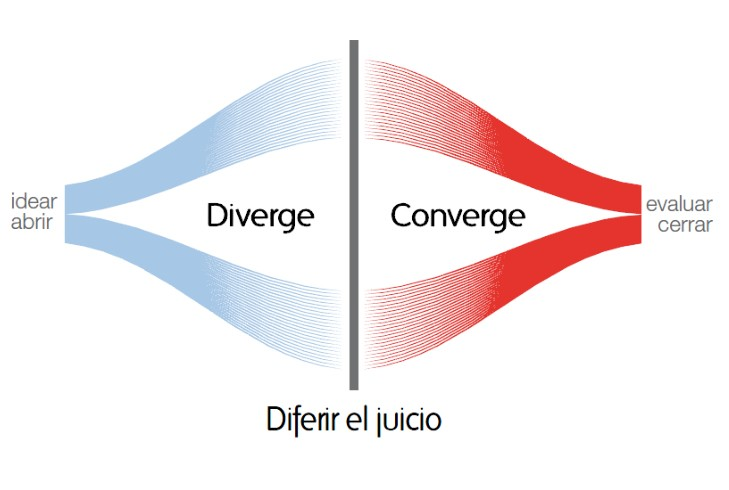 idear
abrir
Diverge
Converge
evaluar
cerrar
Diferir el juicio